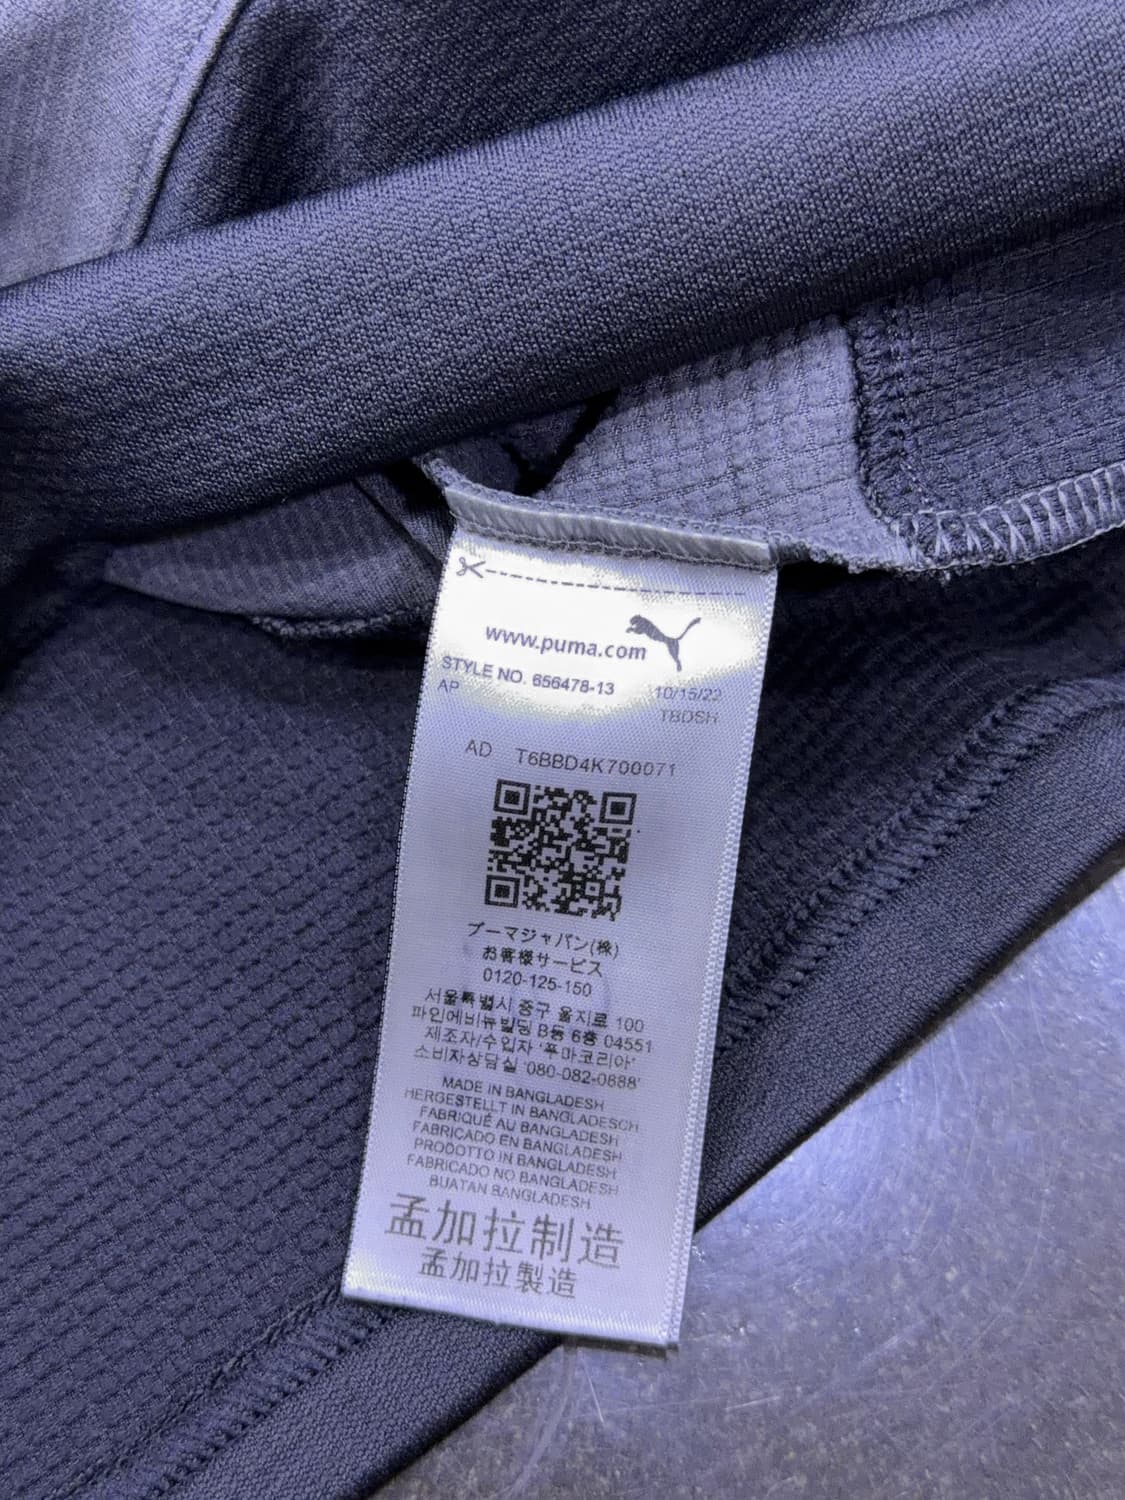 www.puma.com
STYLE NO. 656478-13 10/15/22
AP TBDSH
AD T6BBD4K700071
プーマジャパン(株)
お客様サービス
0120-125-150
서울특별시 중구 을지로 100
파인에비뉴빌딩 B동 6층 04551
제조자/수입자 '푸마코리아'
소비자상담실 '080-082-0888'
MADE IN BANGLADESH
HERGESTELLT IN BANGLADESCH
FABRIQUÉ AU BANGLADESH
FABRICADO EN BANGLADESH
PRODOTTO IN BANGLADESH
FABRICADO NO BANGLADESH
BUATAN BANGLADESH
孟加拉制造
孟加拉製造